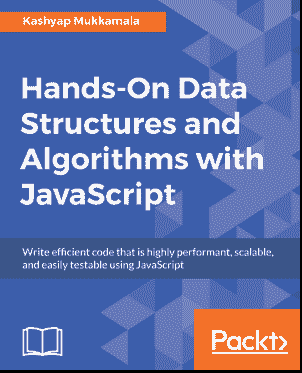 Kashyap Mukkamala
Hands-On Data
Structures and
Algorithms with
JavaScript
Write efficient code that is highly performant, scalable,
and easily testable using JavaScript
Packt>